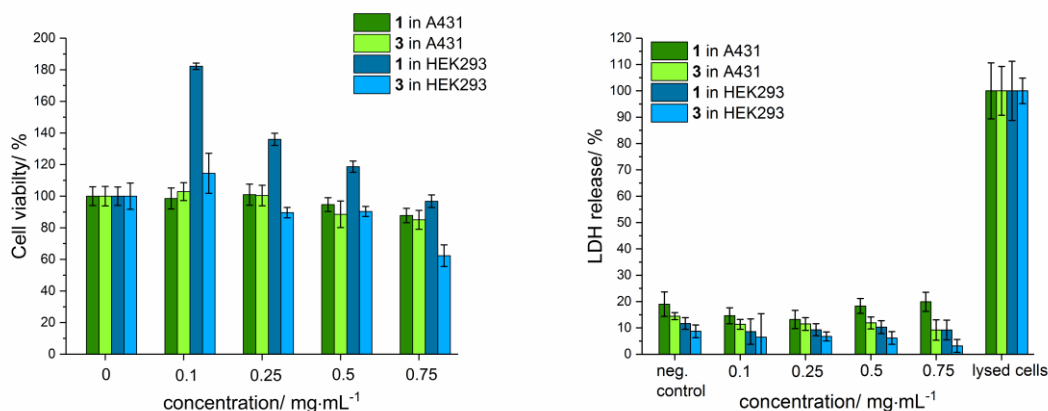 1 in A431
3 in A431
1 in HEK293
3 in HEK293
200
180
160
140
120
100
80
60
40
20
0
Cell viabilty/ %
0 0.1 0.25 0.5 0.75
concentration/ mg·mL⁻¹
1 in A431
3 in A431
1 in HEK293
3 in HEK293
120
110
100
90
80
70
60
50
40
30
20
10
0
LDH release/ %
neg. control 0.1 0.25 0.5 0.75 lysed cells
concentration/ mg·mL⁻¹